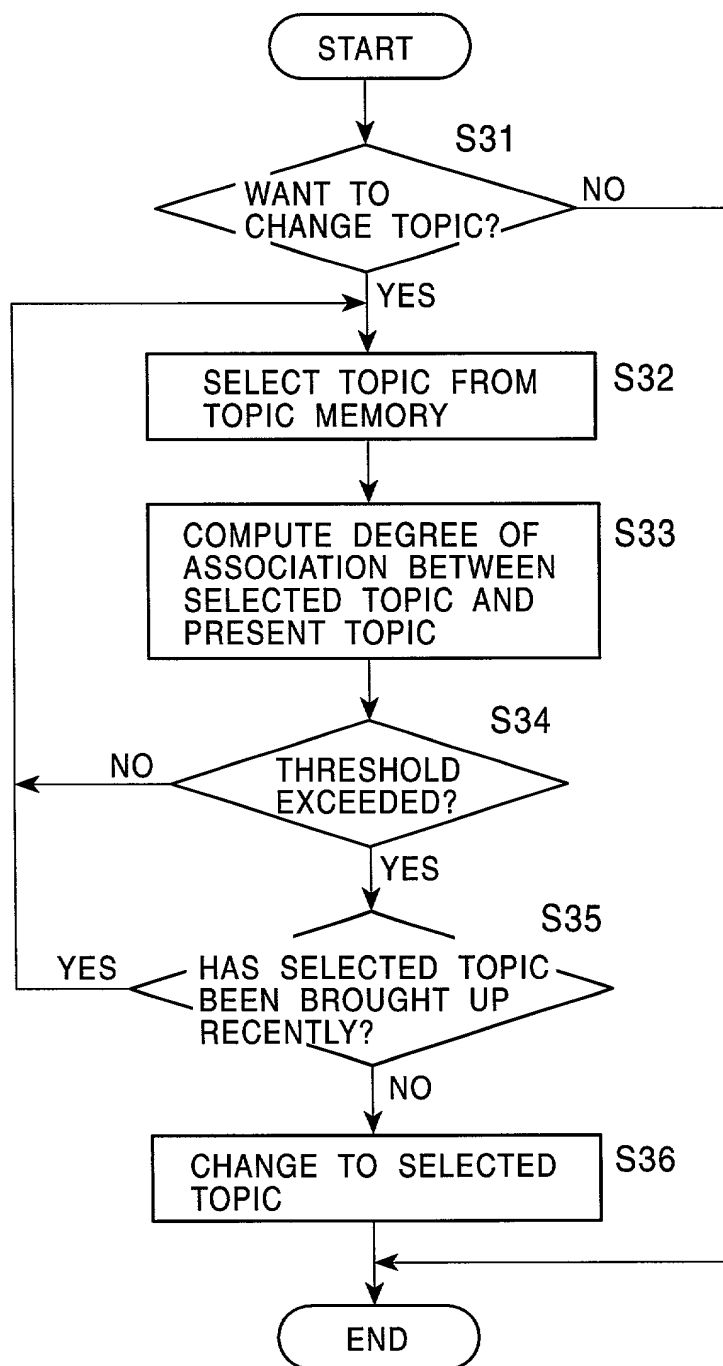 START
S31
WANT TO
CHANGE TOPIC?
NO
YES
SELECT TOPIC FROM
TOPIC MEMORY
S32
COMPUTE DEGREE OF
ASSOCIATION BETWEEN
SELECTED TOPIC AND
PRESENT TOPIC
S33
S34
THRESHOLD
EXCEEDED?
NO
YES
S35
HAS SELECTED TOPIC
BEEN BROUGHT UP
RECENTLY?
YES
NO
CHANGE TO SELECTED
TOPIC
S36
END